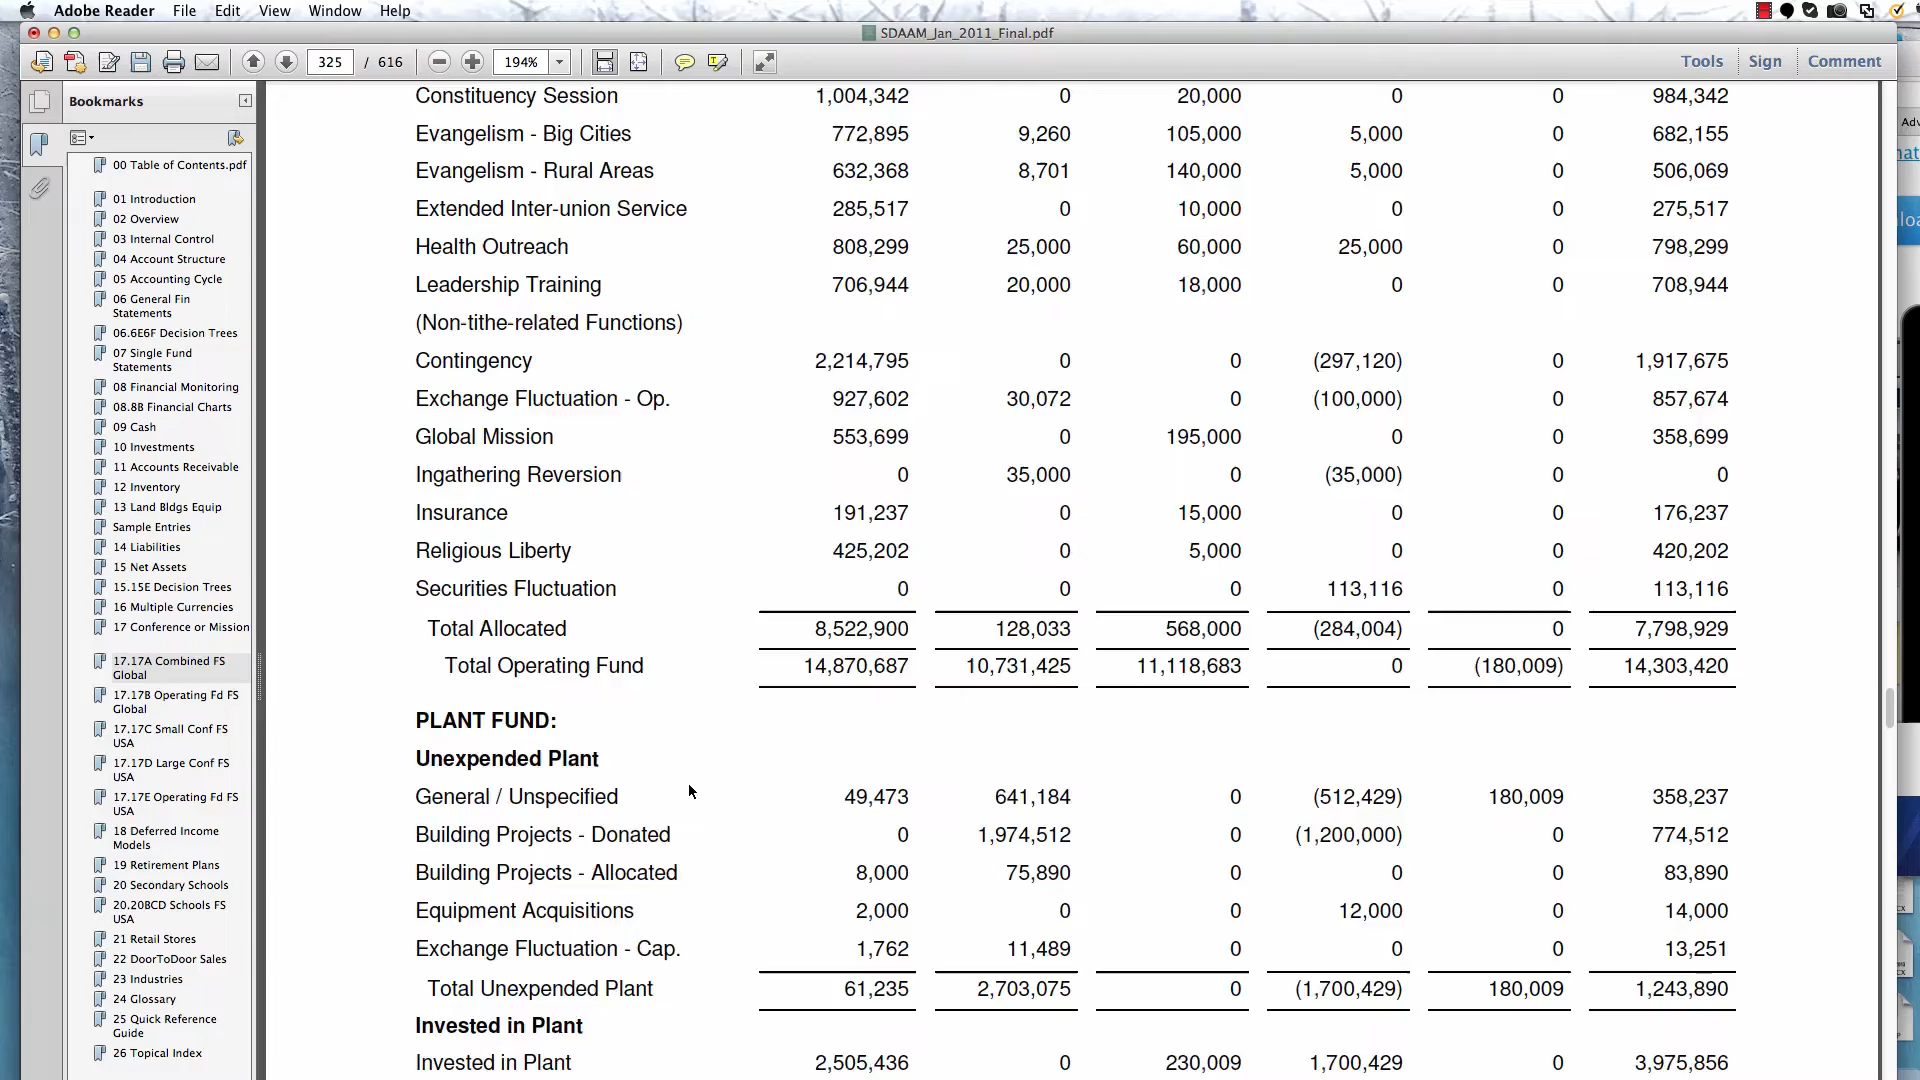 Adobe Reader File Edit View Window Help
SDAAM_Jan_2011_Final.pdf
325 / 616 194% Tools Sign Comment
Bookmarks
00 Table of Contents.pdf
01 Introduction
02 Overview
03 Internal Control
04 Account Structure
05 Accounting Cycle
06 General Fin
Statements
06.6E6F Decision Trees
07 Single Fund
Statements
08 Financial Monitoring
08.8B Financial Charts
09 Cash
10 Investments
11 Accounts Receivable
12 Inventory
13 Land Bldgs Equip
Sample Entries
14 Liabilities
15 Net Assets
15.15E Decision Trees
16 Multiple Currencies
17 Conference or Mission
17.17A Combined FS
Global
17.17B Operating Fd FS
Global
17.17C Small Conf FS
USA
17.17D Large Conf FS
USA
17.17E Operating Fd FS
USA
18 Deferred Income
Models
19 Retirement Plans
20 Secondary Schools
20.20BCD Schools FS
USA
21 Retail Stores
22 DoorToDoor Sales
23 Industries
24 Glossary
25 Quick Reference
Guide
26 Topical Index
Constituency Session 1,004,342 0 20,000 0 0 984,342
Evangelism - Big Cities 772,895 9,260 105,000 5,000 0 682,155
Evangelism - Rural Areas 632,368 8,701 140,000 5,000 0 506,069
Extended Inter-union Service 285,517 0 10,000 0 0 275,517
Health Outreach 808,299 25,000 60,000 25,000 0 798,299
Leadership Training 706,944 20,000 18,000 0 0 708,944
(Non-tithe-related Functions)
Contingency 2,214,795 0 0 (297,120) 0 1,917,675
Exchange Fluctuation - Op. 927,602 30,072 0 (100,000) 0 857,674
Global Mission 553,699 0 195,000 0 0 358,699
Ingathering Reversion 0 35,000 0 (35,000) 0 0
Insurance 191,237 0 15,000 0 0 176,237
Religious Liberty 425,202 0 5,000 0 0 420,202
Securities Fluctuation 0 0 0 113,116 0 113,116
Total Allocated 8,522,900 128,033 568,000 (284,004) 0 7,798,929
Total Operating Fund 14,870,687 10,731,425 11,118,683 0 (180,009) 14,303,420
PLANT FUND:
Unexpended Plant
General / Unspecified 49,473 641,184 0 (512,429) 180,009 358,237
Building Projects - Donated 0 1,974,512 0 (1,200,000) 0 774,512
Building Projects - Allocated 8,000 75,890 0 0 0 83,890
Equipment Acquisitions 2,000 0 0 12,000 0 14,000
Exchange Fluctuation - Cap. 1,762 11,489 0 0 0 13,251
Total Unexpended Plant 61,235 2,703,075 0 (1,700,429) 180,009 1,243,890
Invested in Plant
Invested in Plant 2,505,436 0 230,009 1,700,429 0 3,975,856